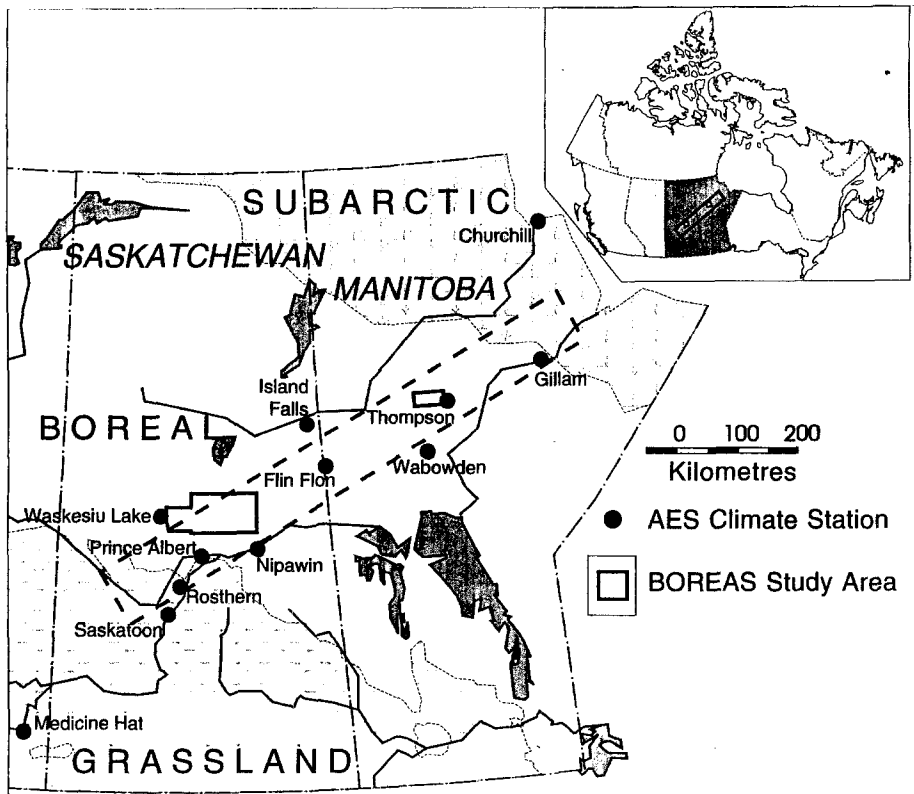 SUBARCTIC
Churchill
SASKATCHEWAN
MANITOBA
Gillam
Island
Falls
Thompson
BOREAL
Flin Flon
Wabowden
0 100 200
Kilometres
Waskesiu Lake
AES Climate Station
Prince Albert
Nipawin
BOREAS Study Area
Rosthern
Saskatoon
Medicine Hat
GRASSLAND